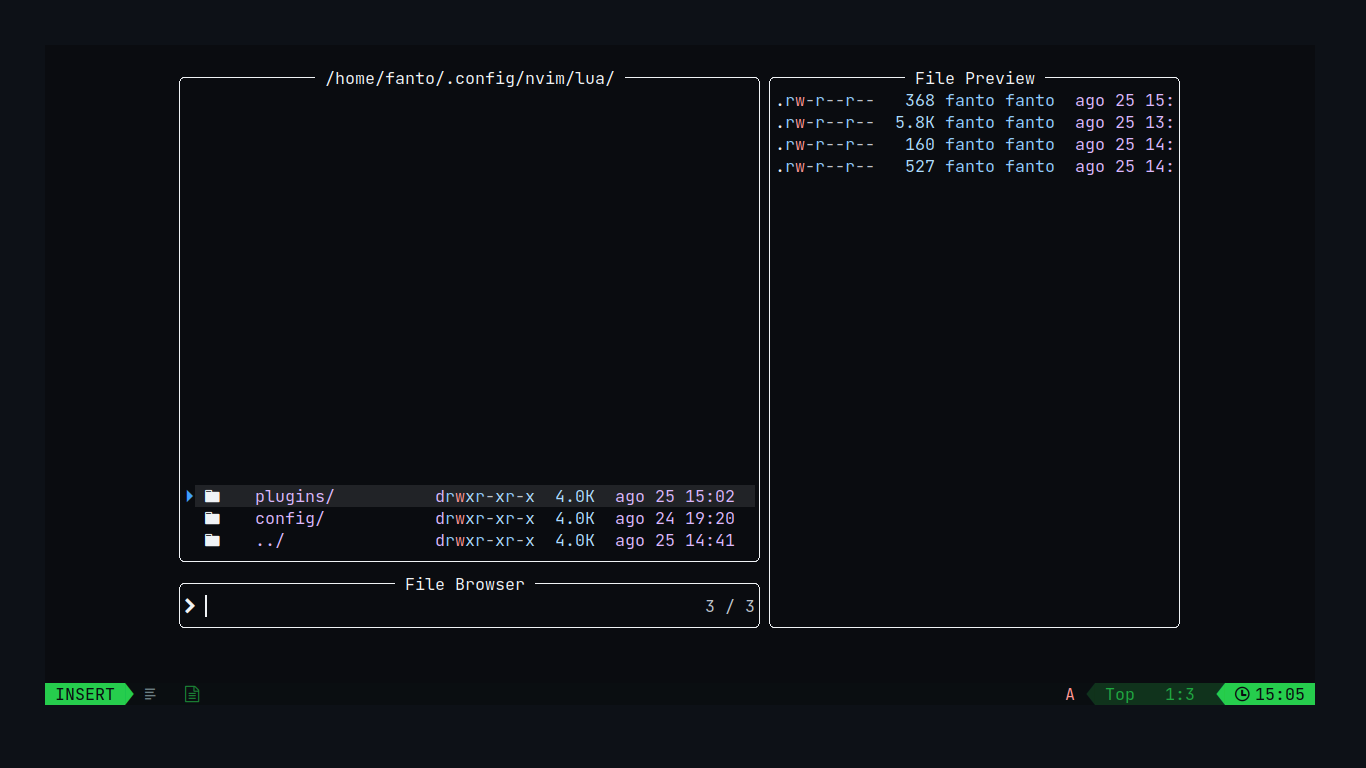 /home/fanto/.config/nvim/lua/
plugins/ drwxr-xr-x 4.0K ago 25 15:02
config/ drwxr-xr-x 4.0K ago 24 19:20
../ drwxr-xr-x 4.0K ago 25 14:41
File Browser
3 / 3
File Preview
.rw-r--r-- 368 fanto fanto ago 25 15:
.rw-r--r-- 5.8K fanto fanto ago 25 13:
.rw-r--r-- 160 fanto fanto ago 25 14:
.rw-r--r-- 527 fanto fanto ago 25 14:
INSERT A Top 1:3 15:05